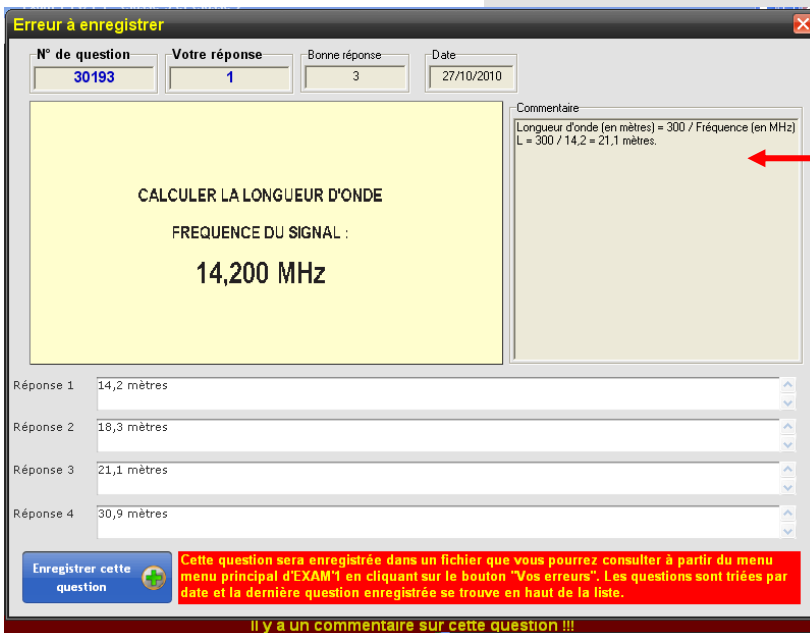 Erreur à enregistrer
N° de question
Votre réponse
Bonne réponse
Date
30193
1
3
27/10/2010
Commentaire
Longueur d'onde (en mètres) = 300 / Fréquence (en MHz)
L = 300 / 14,2 = 21,1 mètres.
CALCULER LA LONGUEUR D'ONDE
FREQUENCE DU SIGNAL :
14,200 MHz
Réponse 1
14,2 mètres
Réponse 2
18,3 mètres
Réponse 3
21,1 mètres
Réponse 4
30,9 mètres
Enregistrer cette
question
Cette question sera enregistrée dans un fichier que vous pourrez consulter à partir du menu
menu principal d'EXAM'1 en cliquant sur le bouton "Vos erreurs". Les questions sont triées par
date et la dernière question enregistrée se trouve en haut de la liste.
Il y a un commentaire sur cette question !!!